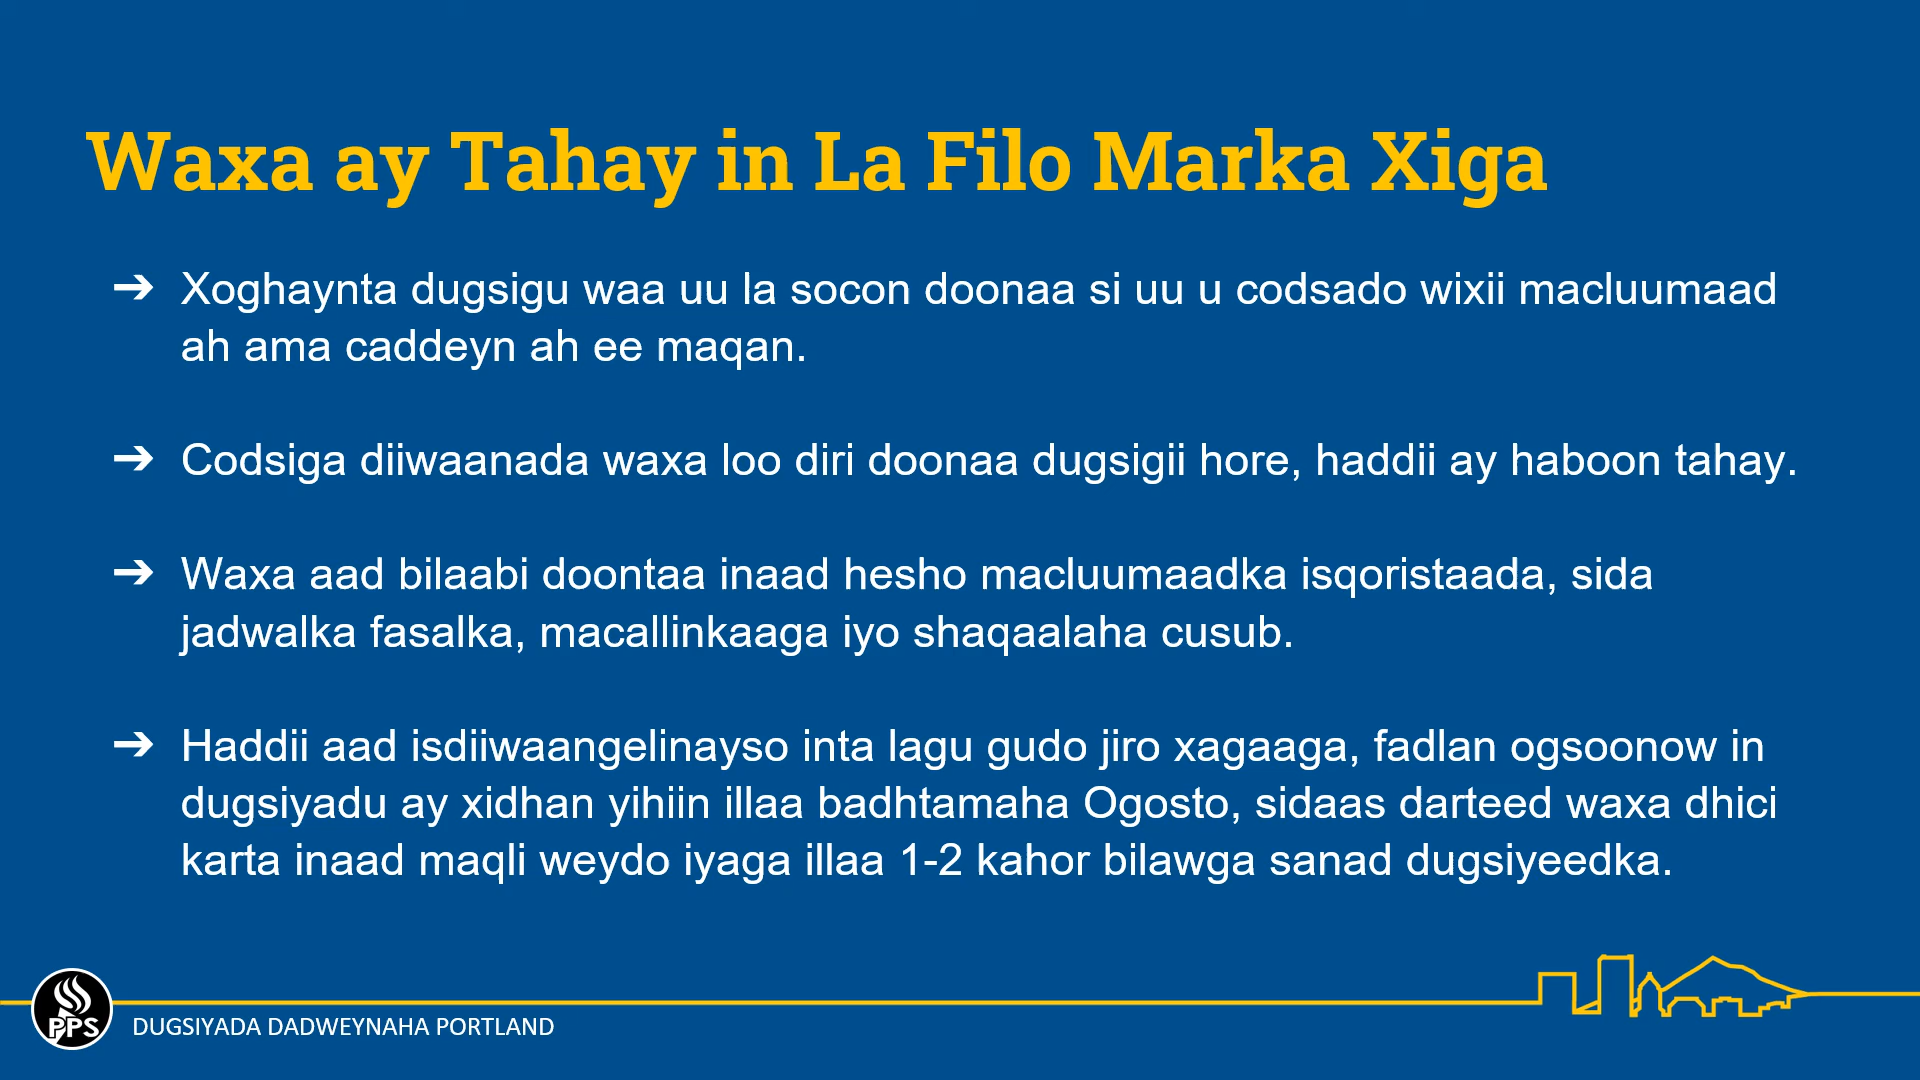 Waxa ay Tahay in La Filo Marka Xiga
➔ Xoghaynta dugsigu waa uu la socon doonaa si uu u codsado wixii macluumaad
ah ama caddeyn ah ee maqan.
➔ Codsiga diiwaanada waxa loo diri doonaa dugsigii hore, haddii ay haboon tahay.
➔ Waxa aad bilaabi doontaa inaad hesho macluumaadka isqoristaada, sida
jadwalka fasalka, macallinkaaga iyo shaqaalaha cusub.
➔ Haddii aad isdiiwaangelinayso inta lagu gudo jiro xagaaga, fadlan ogsoonow in
dugsiyadu ay xidhan yihiin illaa badhtamaha Ogosto, sidaas darteed waxa dhici
karta inaad maqli weydo iyaga illaa 1-2 kahor bilawga sanad dugsiyeedka.
PPS
DUGSIYADA DADWEYNAHA PORTLAND